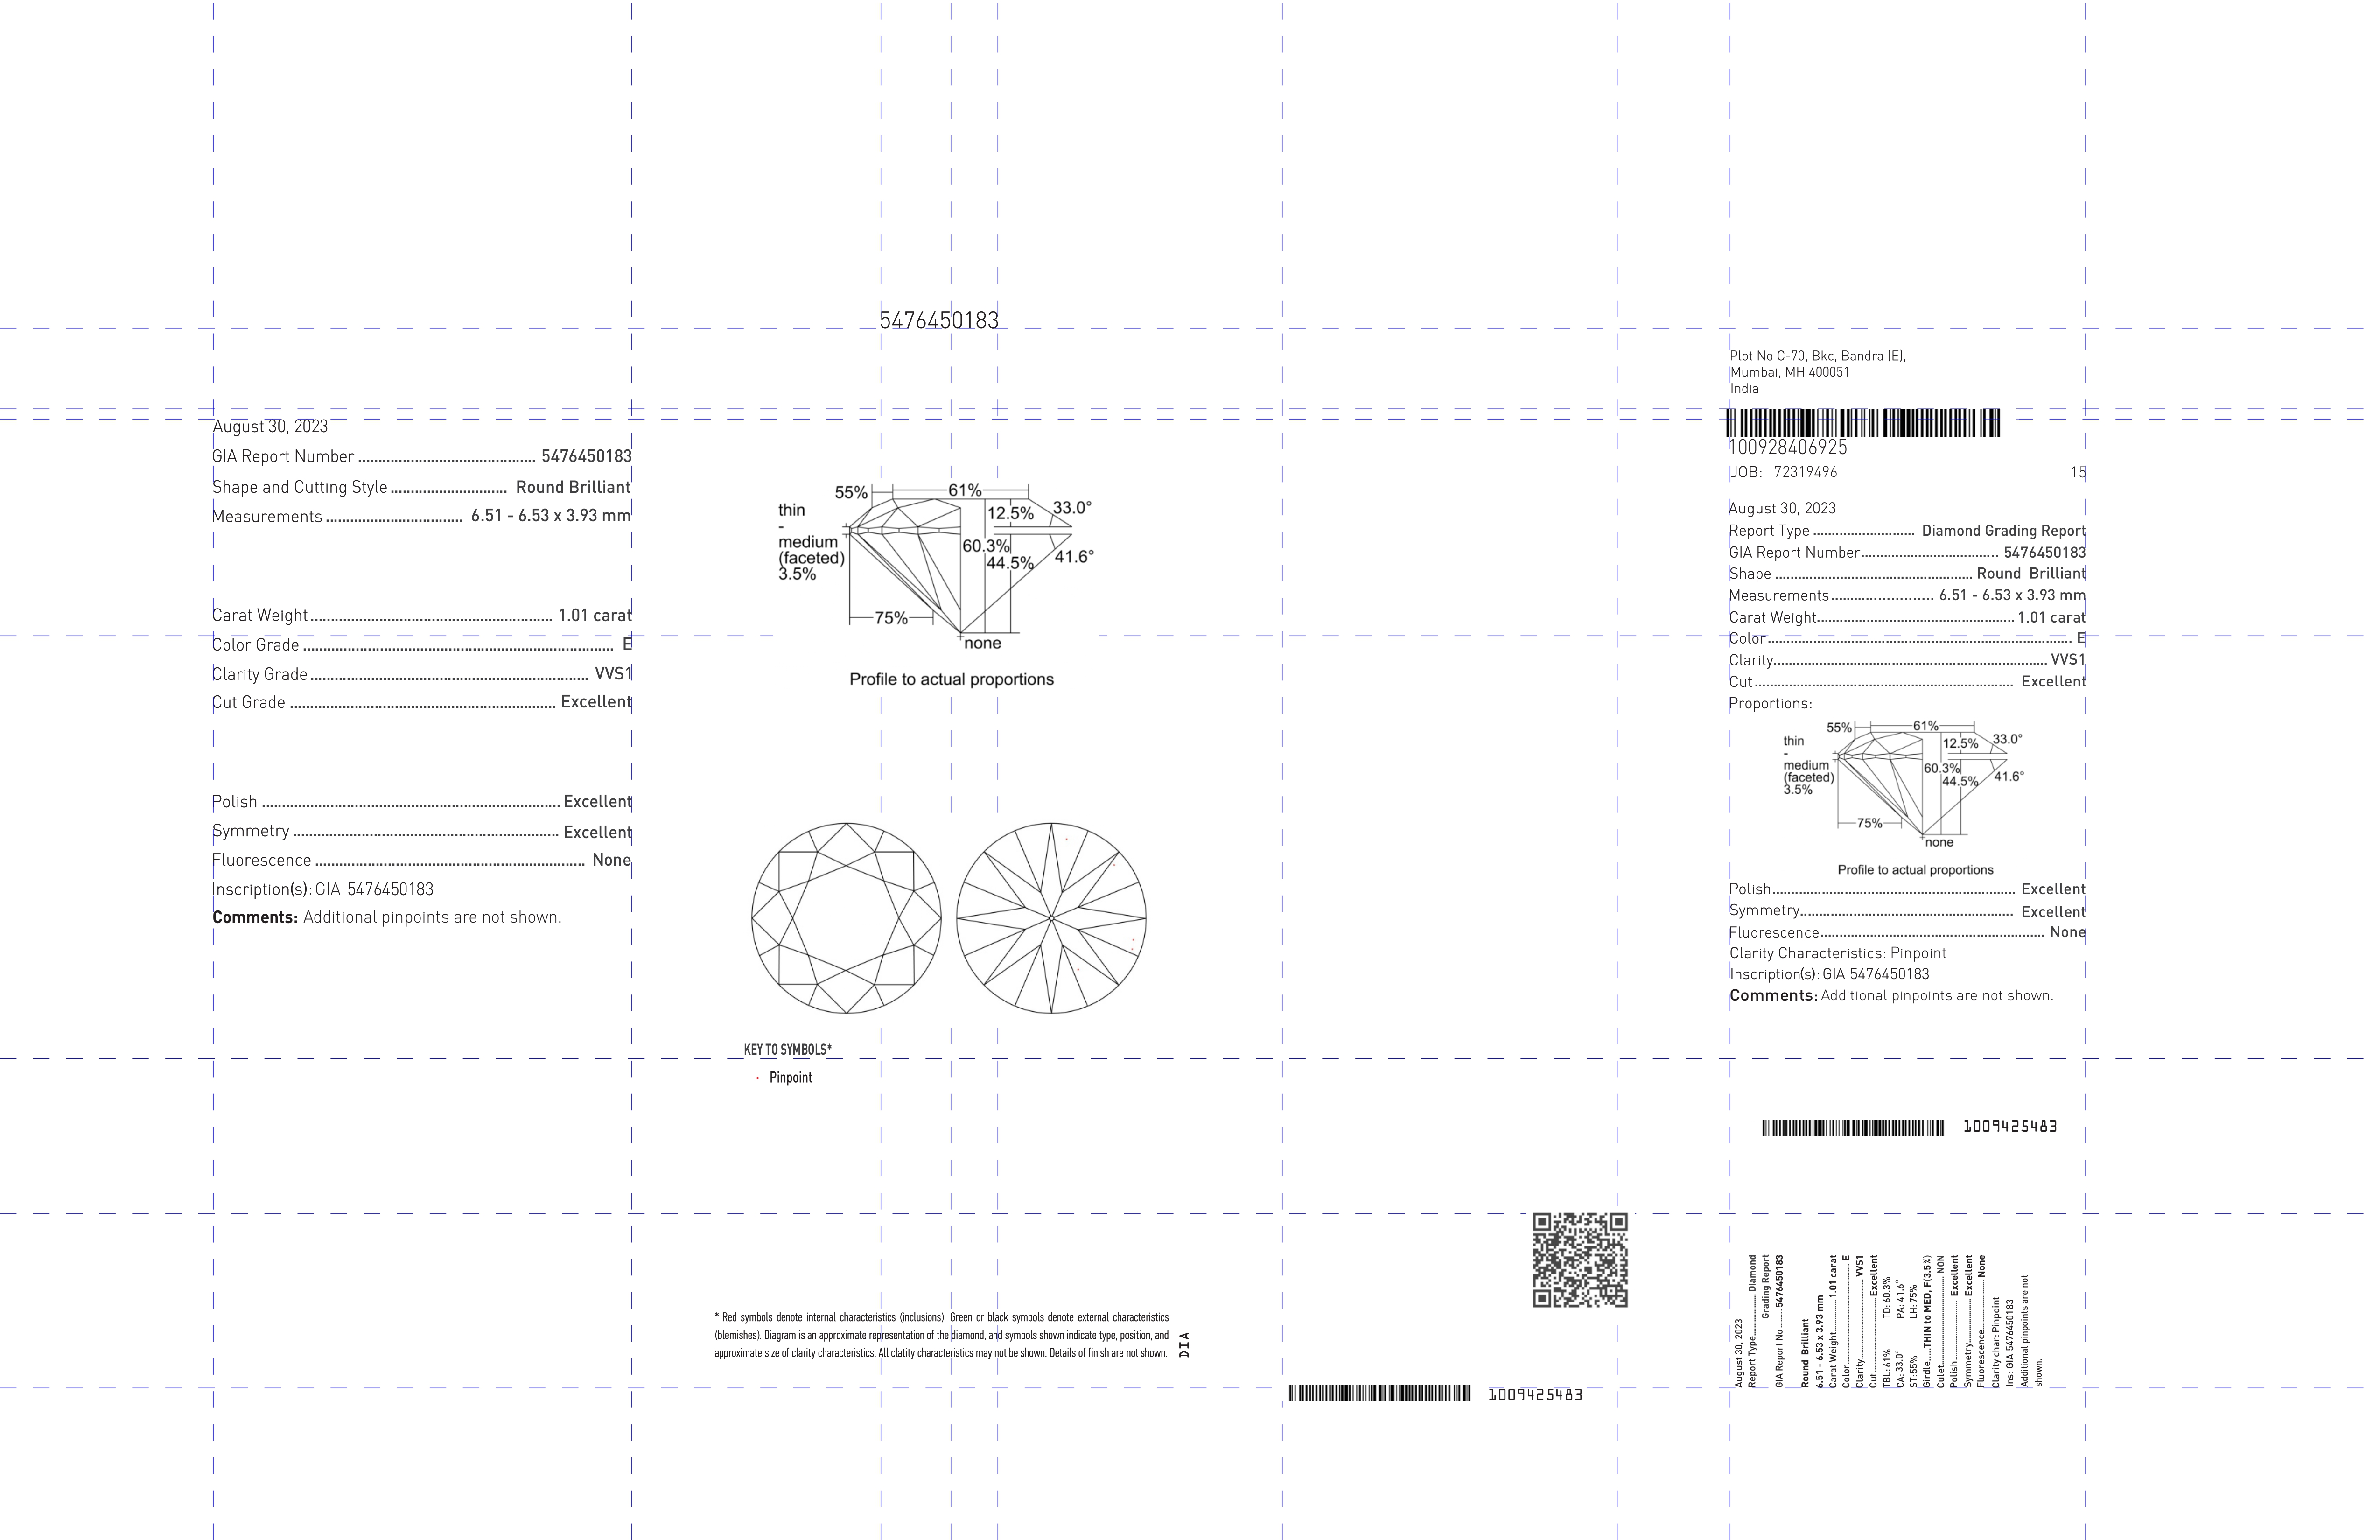 5476450183
August 30, 2023
GIA Report Number ........ 5476450183
Shape and Cutting Style ........ Round Brilliant
Measurements ........ 6.51 - 6.53 x 3.93 mm
Carat Weight ........ 1.01 carat
Color Grade ........ E
Clarity Grade ........ VVS1
Cut Grade ........ Excellent
Polish ........ Excellent
Symmetry ........ Excellent
Fluorescence ........ None
Inscription(s): GIA 5476450183
Comments: Additional pinpoints are not shown.
55%
61%
33.0°
12.5%
thin
-
medium
(faceted)
3.5%
60.3%
44.5%
41.6°
75%
none
Profile to actual proportions
KEY TO SYMBOLS*
Pinpoint
* Red symbols denote internal characteristics (inclusions). Green or black symbols denote external characteristics
(blemishes). Diagram is an approximate representation of the diamond, and symbols shown indicate type, position, and
approximate size of clarity characteristics. All clatity characteristics may not be shown. Details of finish are not shown.
DIA
1009425483
Plot No C-70, Bkc, Bandra (E),
Mumbai, MH 400051
India
100928406925
JOB: 72319496 15
August 30, 2023
Report Type ........ Diamond Grading Report
GIA Report Number ........ 5476450183
Shape ........ Round Brilliant
Measurements ........ 6.51 - 6.53 x 3.93 mm
Carat Weight ........ 1.01 carat
Color ........ E
Clarity ........ VVS1
Cut ........ Excellent
Proportions:
55%
61%
33.0°
12.5%
thin
-
medium
(faceted)
3.5%
60.3%
44.5%
41.6°
75%
none
Profile to actual proportions
Polish ........ Excellent
Symmetry ........ Excellent
Fluorescence ........ None
Clarity Characteristics: Pinpoint
Inscription(s): GIA 5476450183
Comments: Additional pinpoints are not shown.
1009425483
August 30, 2023
Report Type ........ Diamond
Grading Report
GIA Report No ........ 5476450183
Round Brilliant
6.51 - 6.53 x 3.93 mm
Carat Weight ........ 1.01 carat
Color ........ E
Clarity ........ VVS1
Cut ........ Excellent
TBL: 61% TD: 60.3%
CA: 33.0° PA: 41.6°
ST: 55% LH: 75%
Girdle .... THIN to MED, F (3.5%)
Culet ........ NON
Polish ........ Excellent
Symmetry ........ Excellent
Fluorescence ........ None
Clarity char: Pinpoint
Ins: GIA 5476450183
Additional pinpoints are not
shown.